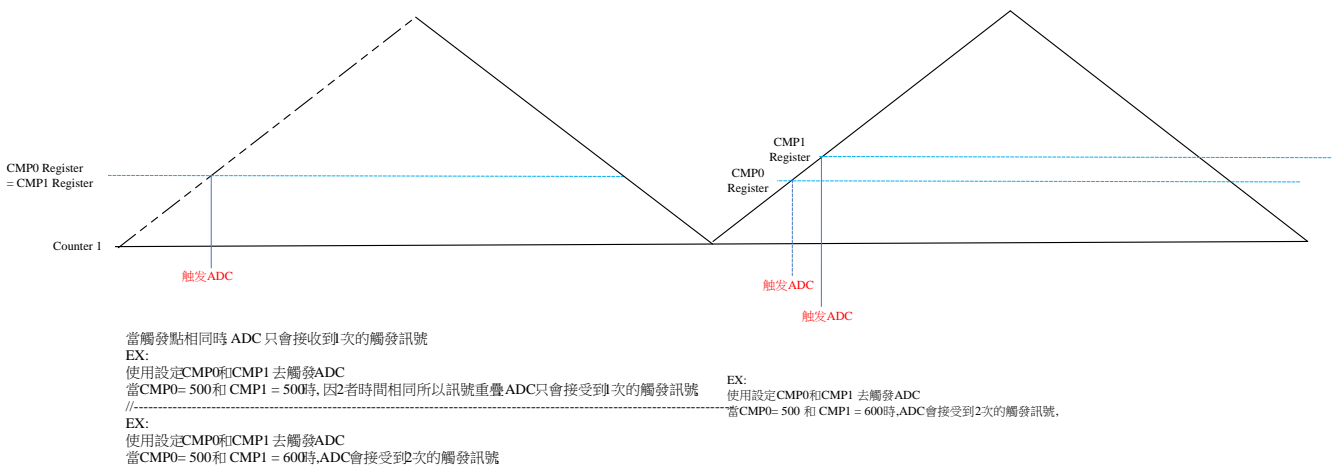 CMP0 Register
= CMP1 Register
Counter 1
触发ADC
CMP1
Register
CMP0
Register
触发ADC
触发ADC
當觸發點相同時, ADC 只會接收到1次的觸發訊號
EX:
使用設定CMP0和CMP1 去觸發ADC
當CMP0= 500和 CMP1 = 500時, 因2者時間相同所以訊號重疊ADC只會接受到1次的觸發訊號
//------------------------------------------------------------
EX:
使用設定CMP0和CMP1 去觸發ADC
當CMP0= 500和 CMP1 = 600時,ADC會接受到2次的觸發訊號
EX:
使用設定CMP0和CMP1 去觸發ADC
當CMP0= 500 和 CMP1 = 600時,ADC會接受到2次的觸發訊號,